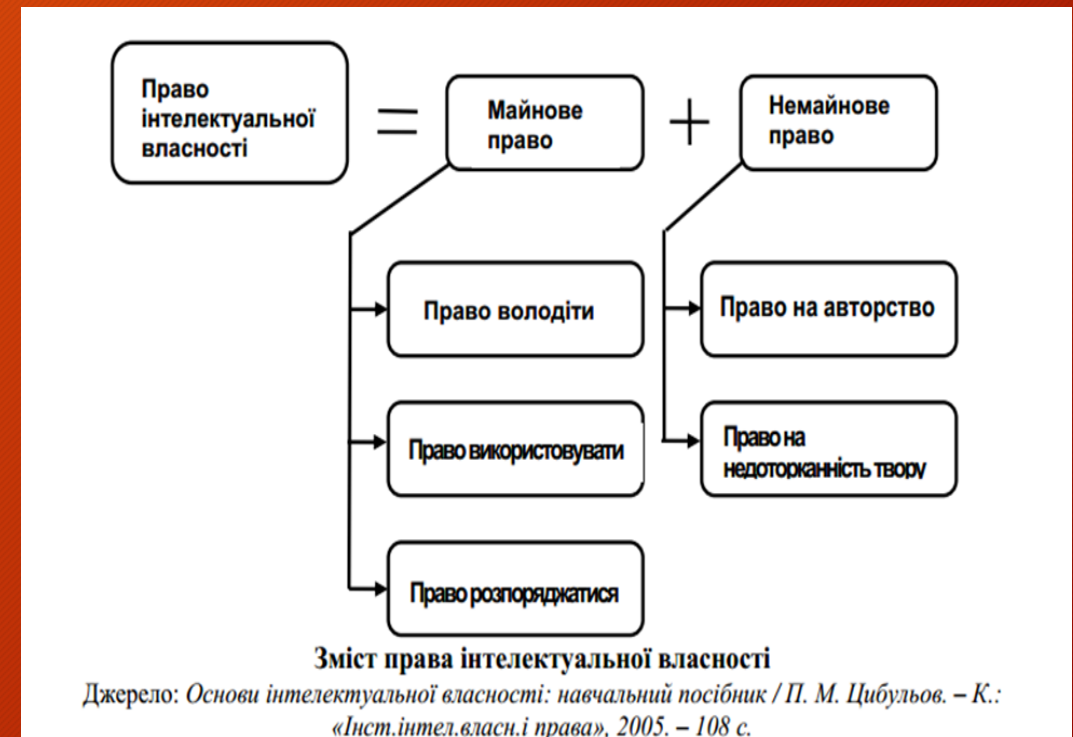 Право
інтелектуальної
власності
=
Майнове
право
+
Немайнове
право
Право володіти
Право на авторство
Право використовувати
Право на
недоторканність твору
Право розпоряджатися
Зміст права інтелектуальної власності
Джерело: Основи інтелектуальної власності: навчальний посібник / П. М. Цибульов. – К.:
«Інст.інтел.власн.і права», 2005. – 108 с.